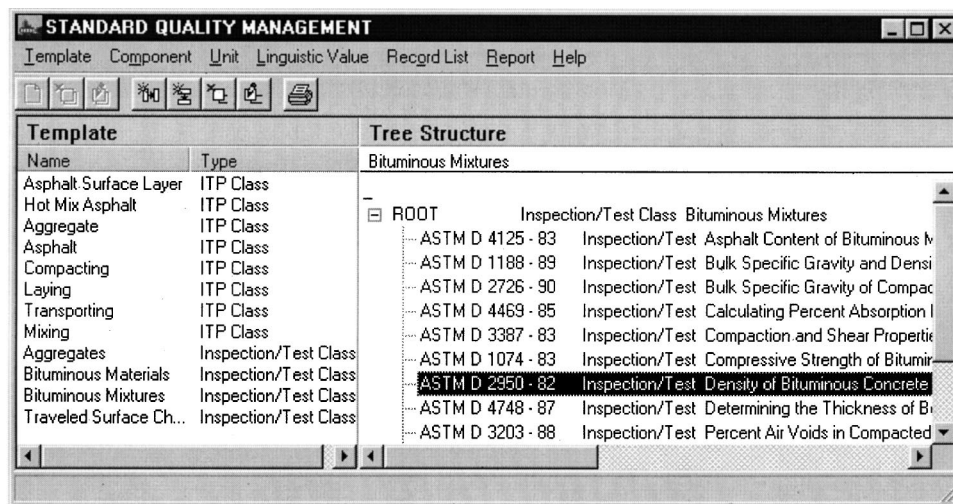 STANDARD QUALITY MANAGEMENT
Template Component Unit Linguistic Value Record List Report Help
Template
Name Type
Asphalt Surface Layer ITP Class
Hot Mix Asphalt ITP Class
Aggregate ITP Class
Asphalt ITP Class
Compacting ITP Class
Laying ITP Class
Transporting ITP Class
Mixing ITP Class
Aggregates Inspection/Test Class
Bituminous Materials Inspection/Test Class
Bituminous Mixtures Inspection/Test Class
Traveled Surface Ch... Inspection/Test Class
Tree Structure
Bituminous Mixtures
ROOT Inspection/Test Class Bituminous Mixtures
ASTM D 4125 - 83 Inspection/Test Asphalt Content of Bituminous M
ASTM D 1188 - 89 Inspection/Test Bulk Specific Gravity and Densi
ASTM D 2726 - 90 Inspection/Test Bulk Specific Gravity of Compac
ASTM D 4469 - 85 Inspection/Test Calculating Percent Absorption
ASTM D 3387 - 83 Inspection/Test Compaction and Shear Propertie
ASTM D 1074 - 83 Inspection/Test Compressive Strength of Bitumin
ASTM D 2950 - 82 Inspection/Test Density of Bituminous Concrete
ASTM D 4748 - 87 Inspection/Test Determining the Thickness of B
ASTM D 3203 - 88 Inspection/Test Percent Air Voids in Compacted